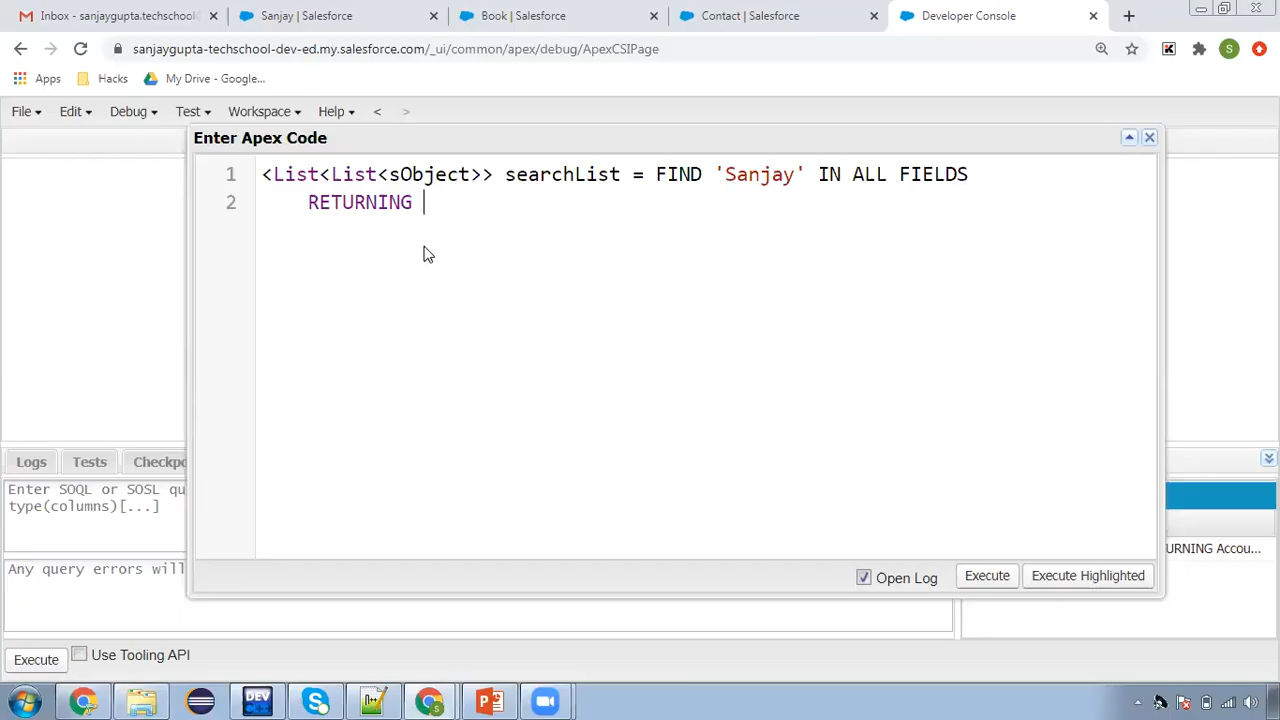 Inbox - sanjaygupta.techschool@
Sanjay | Salesforce
Book | Salesforce
Contact | Salesforce
Developer Console
sanjaygupta-techschool-dev-ed.my.salesforce.com/_ui/common/apex/debug/ApexCSIPage
S
Apps
Hacks
My Drive - Google...
File
Edit
Debug
Test
Workspace
Help
<
>
Enter Apex Code
1 <List<List<sObject>> searchList = FIND 'Sanjay' IN ALL FIELDS
2 RETURNING
Logs
Tests
Checkpo
Enter SOQL or SOSL qu
type(columns)[...]
URNING Accou...
Any query errors will
Open Log
Execute
Execute Highlighted
Execute
Use Tooling API
DEV